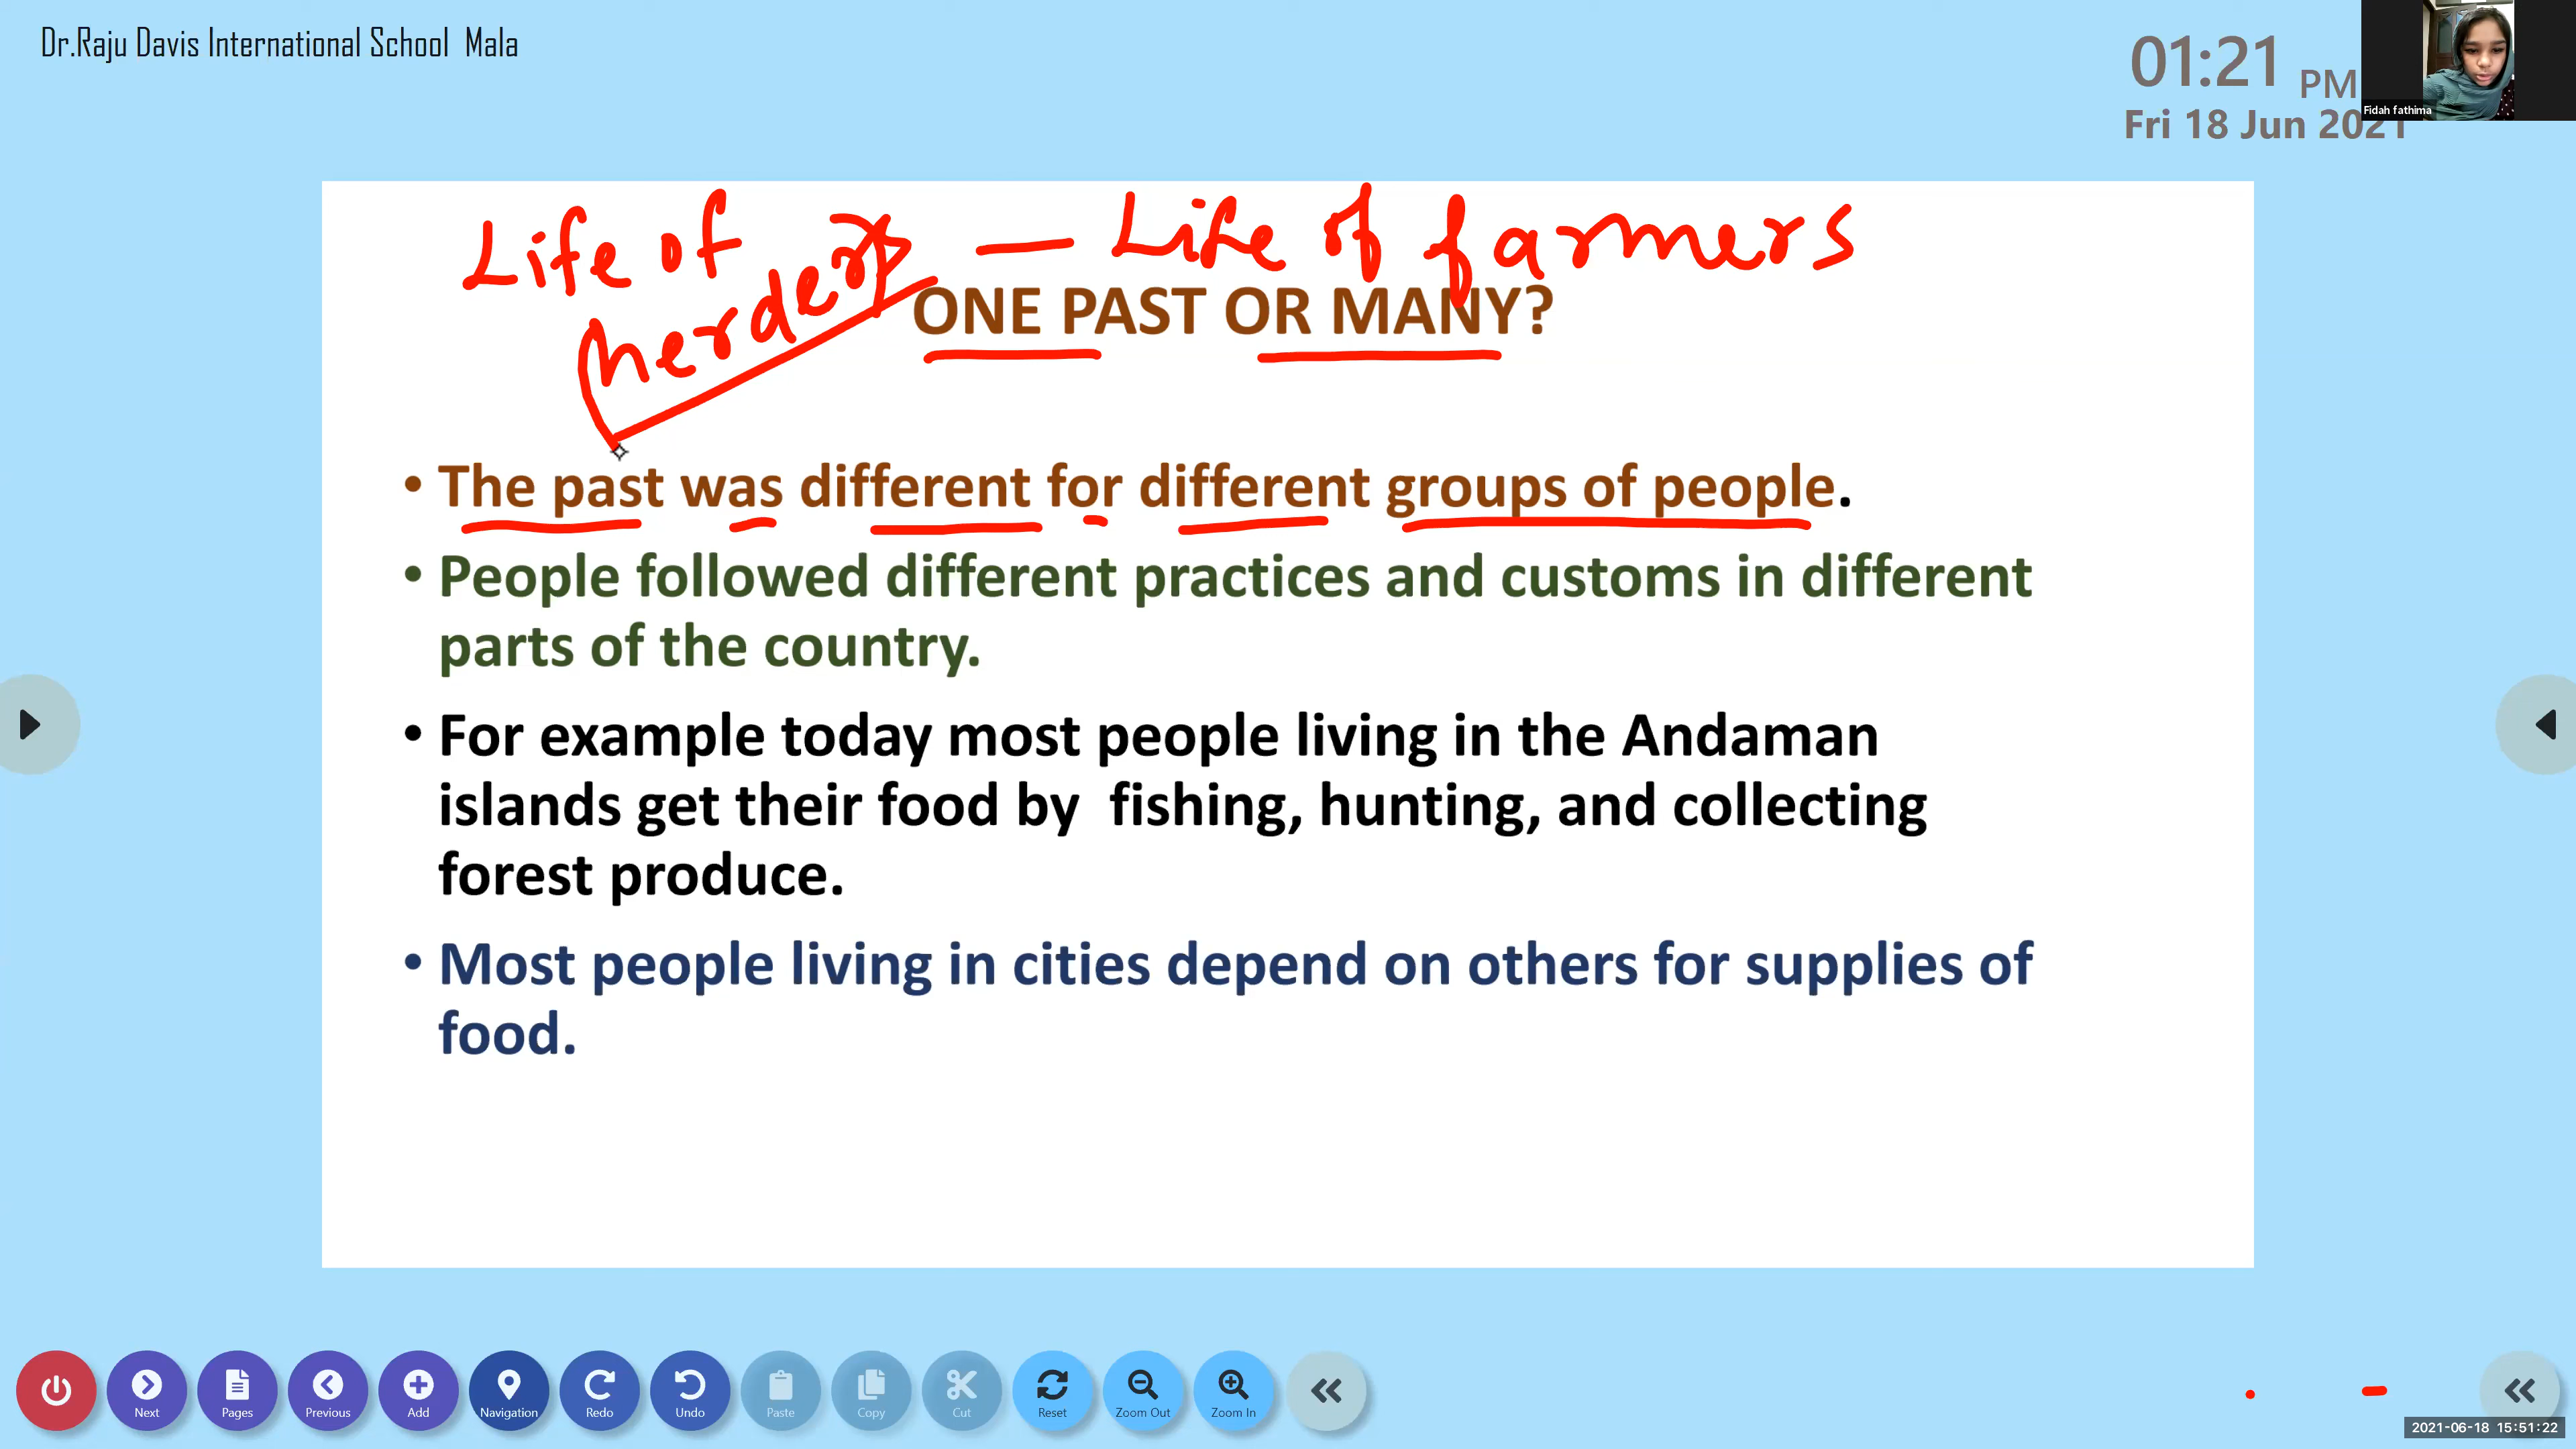 Dr.Raju Davis International School Mala
01:21 PM
Fri 18 Jun 2021
Fidah fathima
Life of herders — Life of farmers
ONE PAST OR MANY?
• The past was different for different groups of people.
• People followed different practices and customs in different
parts of the country.
• For example today most people living in the Andaman
islands get their food by fishing, hunting, and collecting
forest produce.
• Most people living in cities depend on others for supplies of
food.
Next Pages Previous Add Navigation Redo Undo Paste Copy Cut Reset Zoom Out Zoom In
2021-06-18 15:51:22